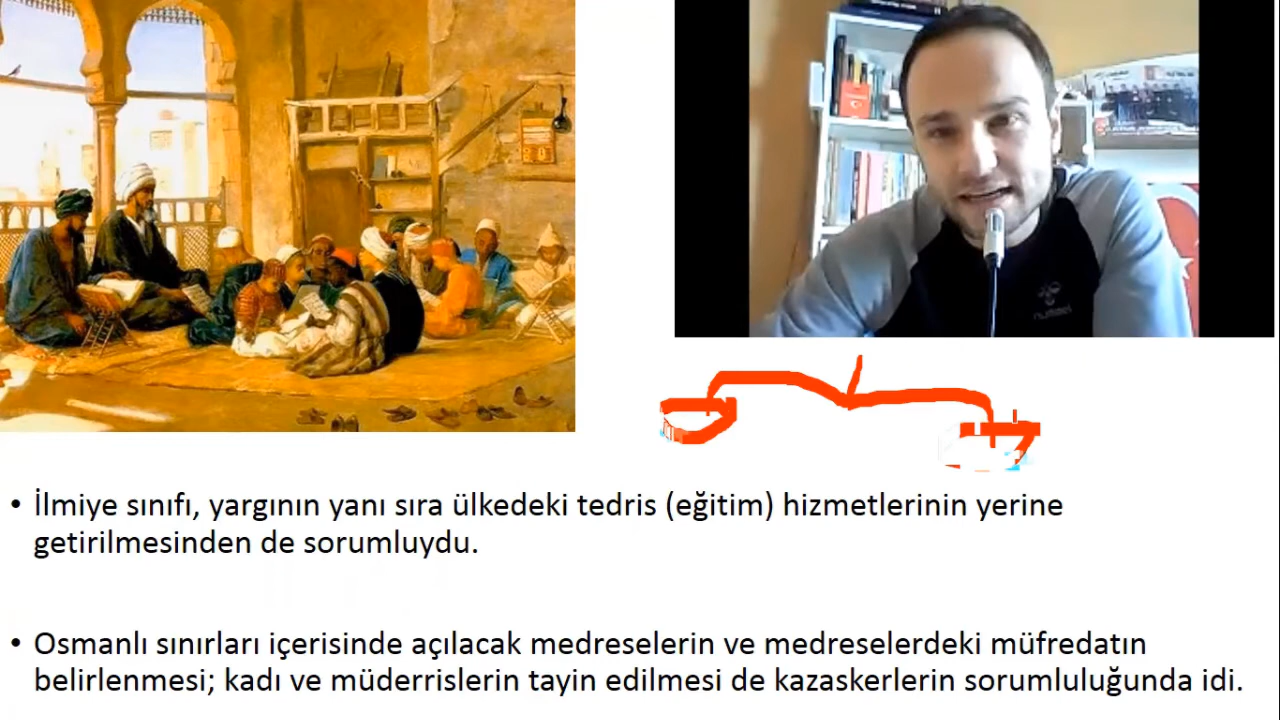 hummel
• İlmiye sınıfı, yargının yanı sıra ülkedeki tedris (eğitim) hizmetlerinin yerine
getirilmesinden de sorumluydu.
• Osmanlı sınırları içerisinde açılacak medreselerin ve medreselerdeki müfredatın
belirlenmesi; kadı ve müderrislerin tayin edilmesi de kazaskerlerin sorumluluğunda idi.